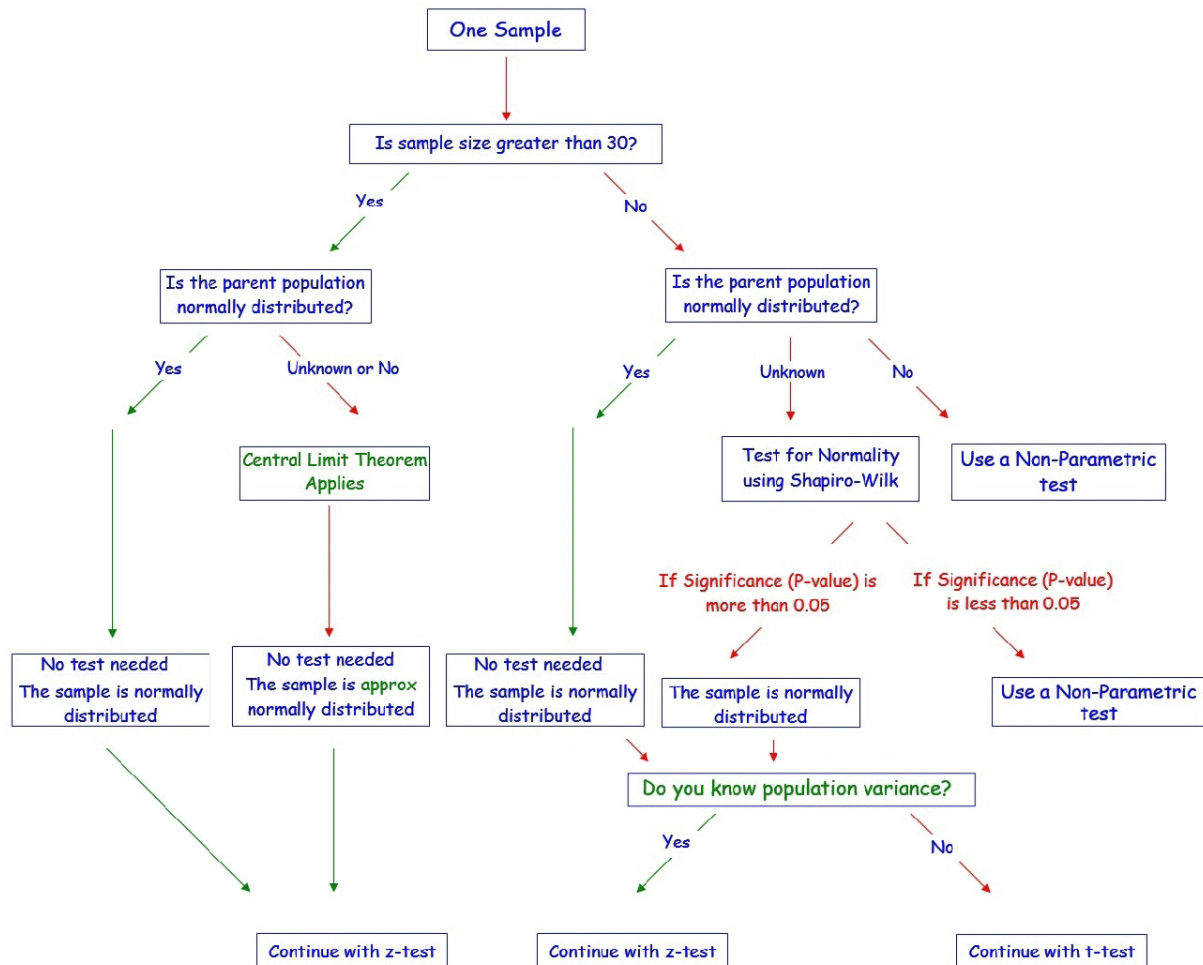 One Sample
Is sample size greater than 30?
Yes
No
Is the parent population
normally distributed?
Is the parent population
normally distributed?
Yes
Unknown or No
Yes
Unknown
No
Central Limit Theorem
Applies
Test for Normality
using Shapiro-Wilk
Use a Non-Parametric
test
If Significance (P-value) is
more than 0.05
If Significance (P-value)
is less than 0.05
No test needed
The sample is normally
distributed
No test needed
The sample is approx
normally distributed
No test needed
The sample is normally
distributed
The sample is normally
distributed
Use a Non-Parametric
test
Do you know population variance?
Yes
No
Continue with z-test
Continue with z-test
Continue with t-test